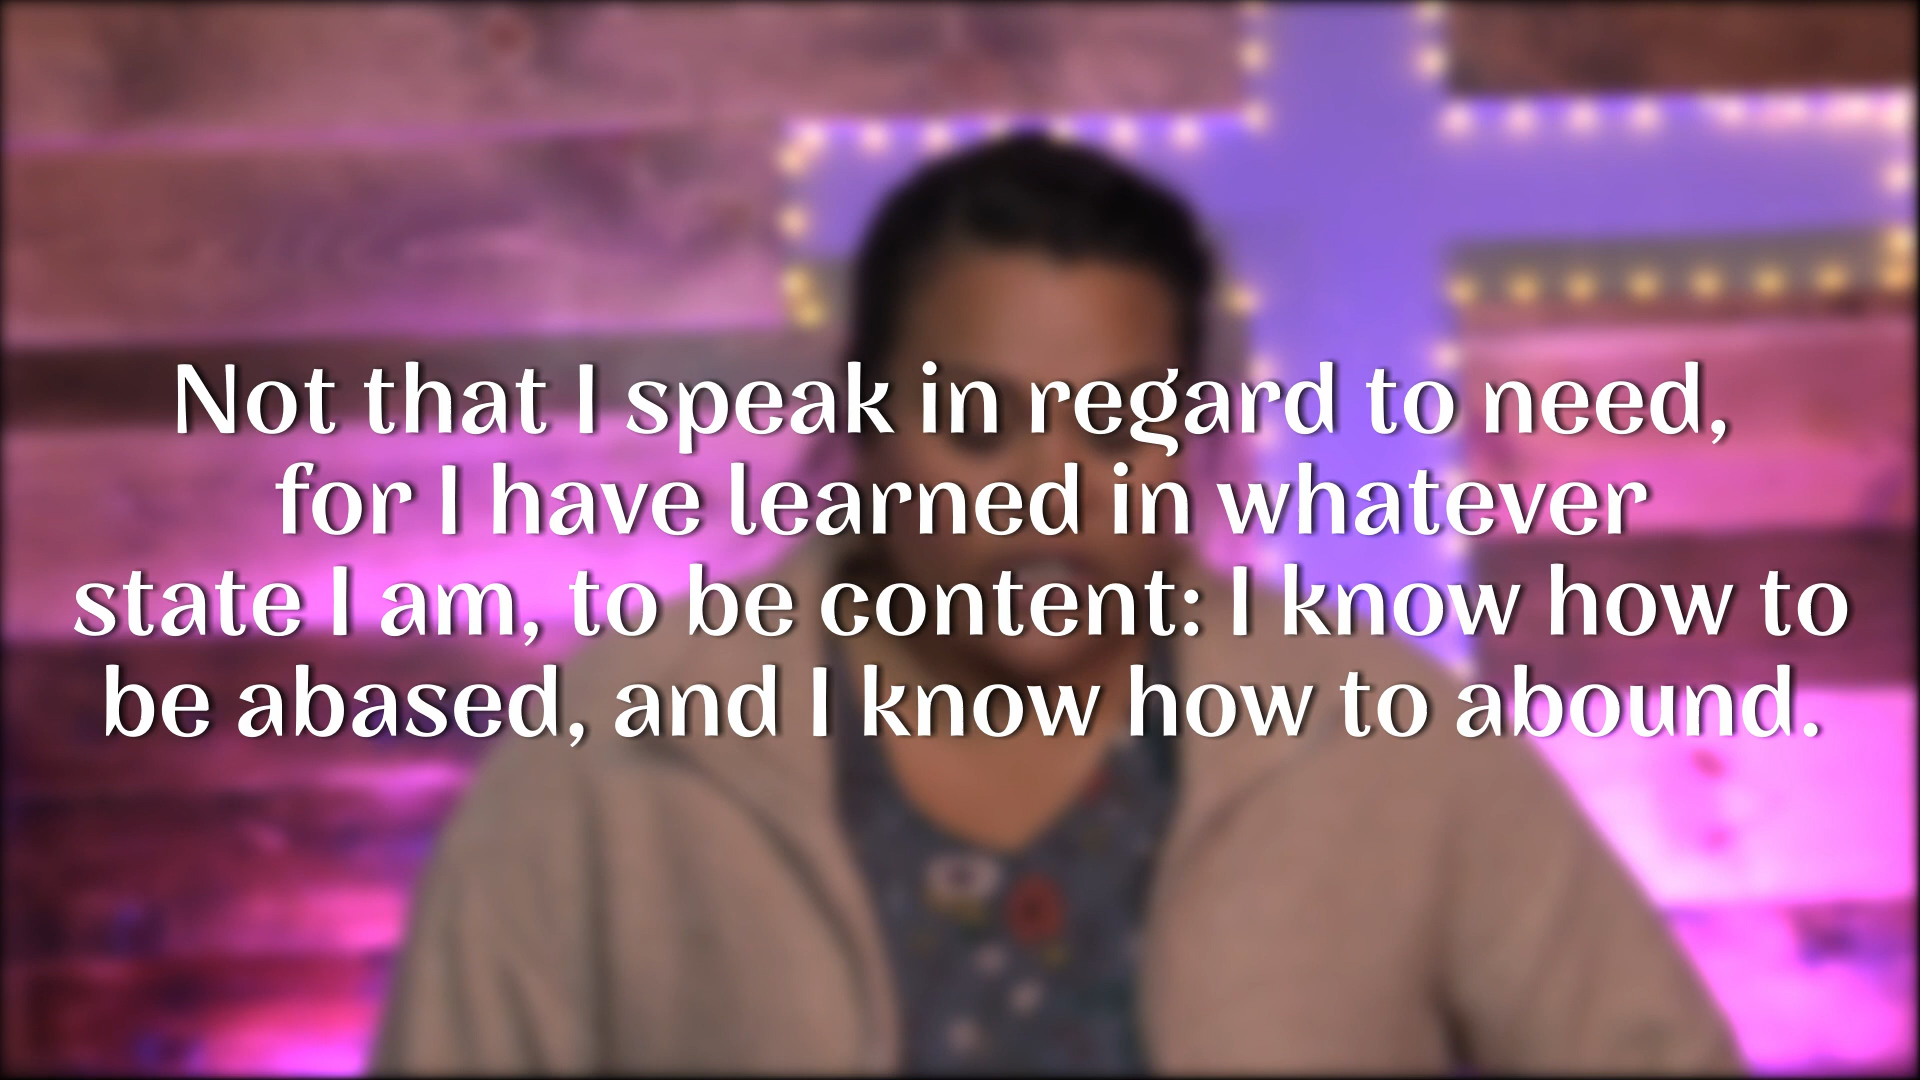 Not that I speak in regard to need,
for I have learned in whatever
state I am, to be content: I know how to
be abased, and I know how to abound.